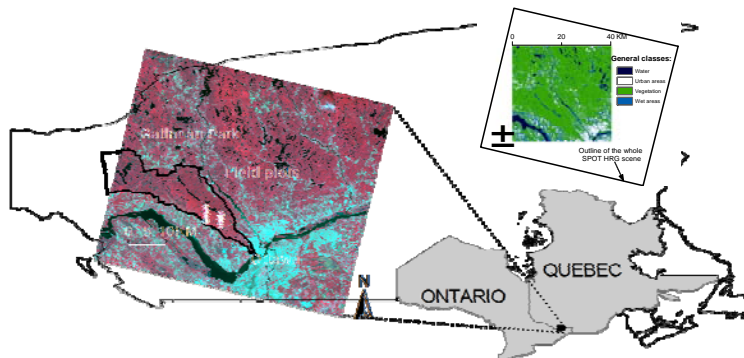 0 20 40 KM
General classes:
Water
Urban areas
Vegetation
Wet areas
Outline of the whole
SPOT HRG scene
Gatineau Park
Field plots
N
ONTARIO
QUEBEC